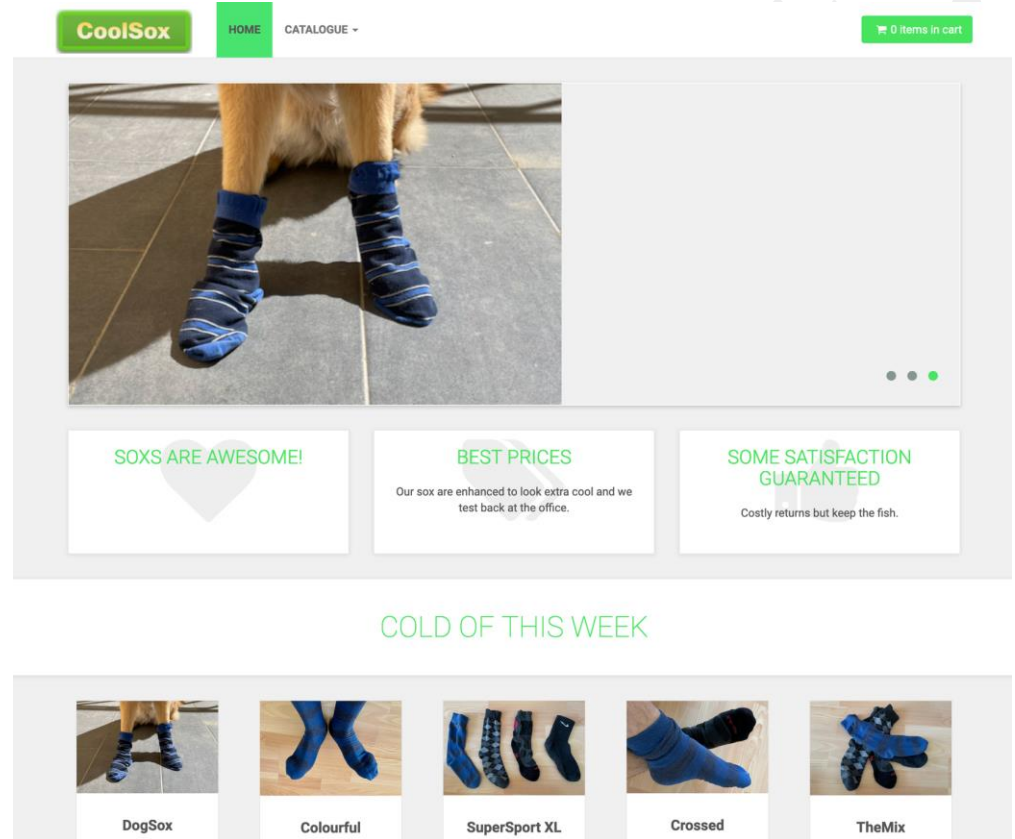 CoolSox
HOME
CATALOGUE
0 items in cart
SOXS ARE AWESOME!
BEST PRICES
Our sox are enhanced to look extra cool and we
test back at the office.
SOME SATISFACTION
GUARANTEED
Costly returns but keep the fish.
COLD OF THIS WEEK
DogSox
Colourful
SuperSport XL
Crossed
TheMix